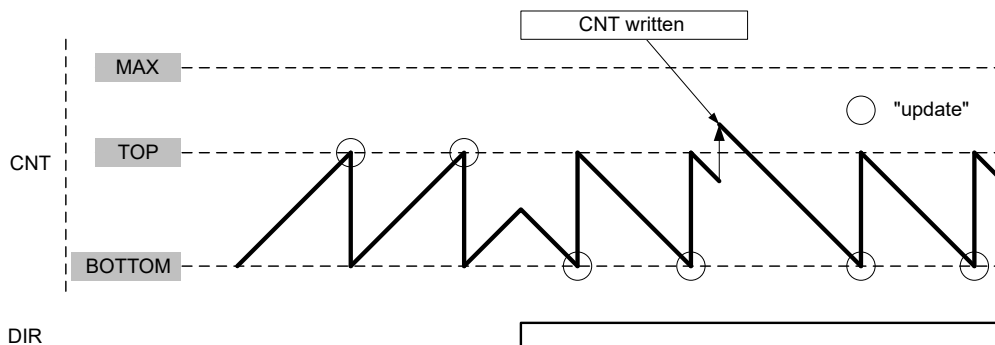 CNT written
MAX
"update"
TOP
CNT
BOTTOM
DIR